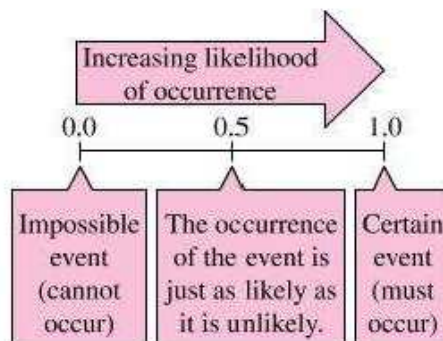 Increasing likelihood
of occurrence
0.0 0.5 1.0
Impossible
event
(cannot
occur)
The occurrence
of the event is
just as likely as
it is unlikely.
Certain
event
(must
occur)